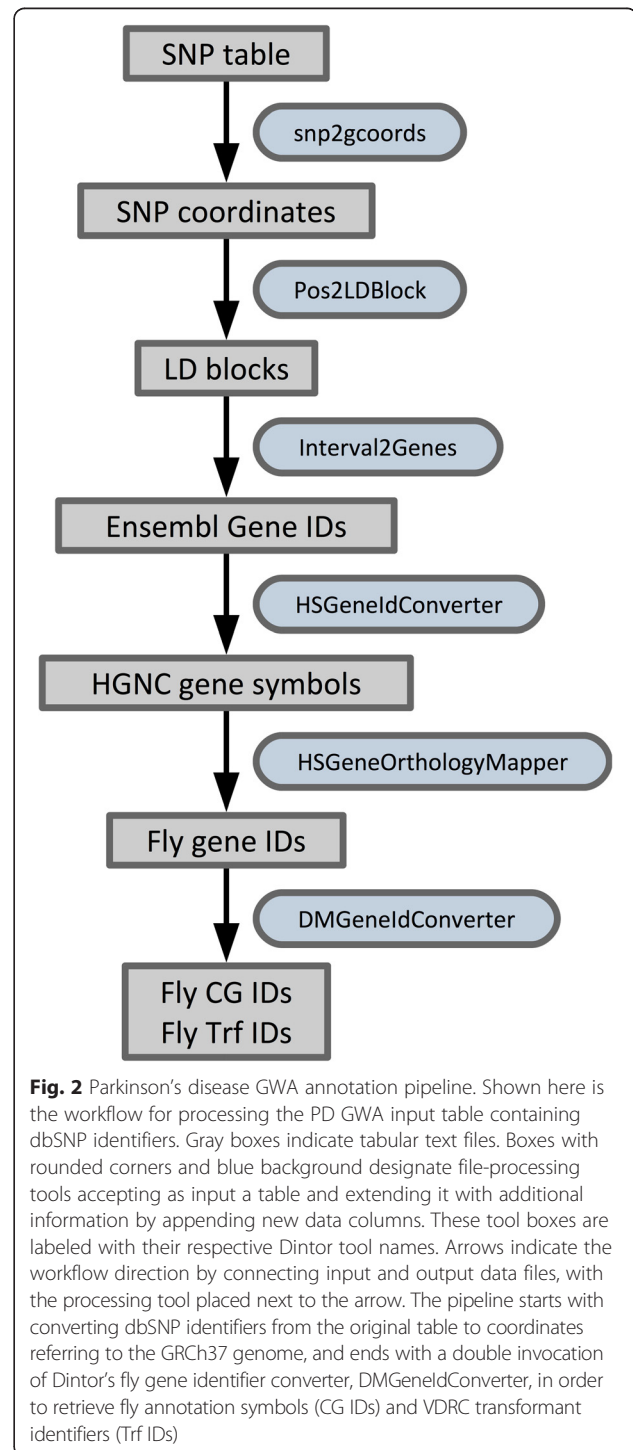 SNP table
snp2gcoords
SNP coordinates
Pos2LDBlock
LD blocks
Interval2Genes
Ensembl Gene IDs
HSGeneIdConverter
HGNC gene symbols
HSGeneOrthologyMapper
Fly gene IDs
DMGeneIdConverter
Fly CG IDs
Fly Trf IDs
Fig. 2 Parkinson's disease GWA annotation pipeline. Shown here is
the workflow for processing the PD GWA input table containing
dbSNP identifiers. Gray boxes indicate tabular text files. Boxes with
rounded corners and blue background designate file-processing
tools accepting as input a table and extending it with additional
information by appending new data columns. These tool boxes are
labeled with their respective Dintor tool names. Arrows indicate the
workflow direction by connecting input and output data files, with
the processing tool placed next to the arrow. The pipeline starts with
converting dbSNP identifiers from the original table to coordinates
referring to the GRCh37 genome, and ends with a double invocation
of Dintor's fly gene identifier converter, DMGeneIdConverter, in order
to retrieve fly annotation symbols (CG IDs) and VDRC transformant
identifiers (Trf IDs)